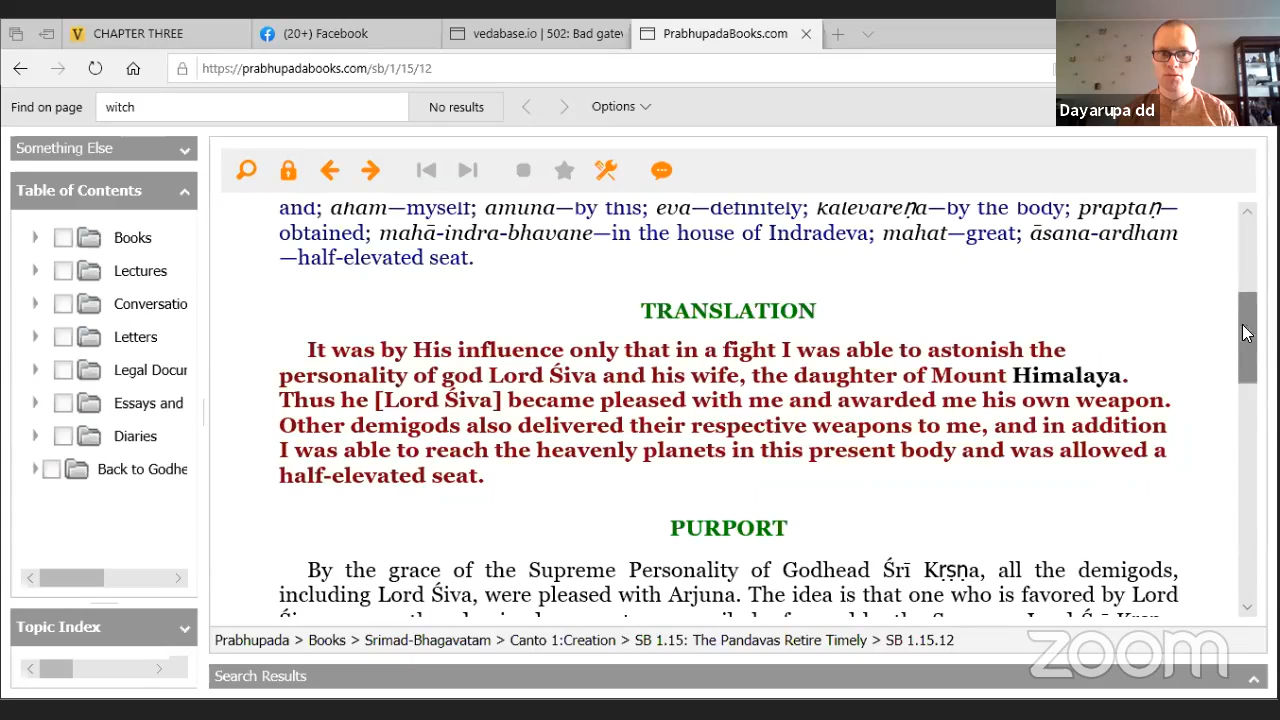 CHAPTER THREE
(20+) Facebook
vedabase.io | 502: Bad gatev
PrabhupadaBooks.com
https://prabhupadabooks.com/sb/1/15/12
Dayarupa dd
Find on page
witch
No results
Options
Something Else
Table of Contents
Books
Lectures
Conversatio
Letters
Legal Docur
Essays and
Diaries
Back to Godhe
Topic Index
and; aham—myself; amunā—by this; eva—definitely; kalevareṇa—by the body; prāptaḥ—
obtained; mahā-indra-bhavane—in the house of Indradeva; mahat—great; āsana-ardham
—half-elevated seat.
TRANSLATION
It was by His influence only that in a fight I was able to astonish the
personality of god Lord Śiva and his wife, the daughter of Mount Himalaya.
Thus he [Lord Śiva] became pleased with me and awarded me his own weapon.
Other demigods also delivered their respective weapons to me, and in addition
I was able to reach the heavenly planets in this present body and was allowed a
half-elevated seat.
PURPORT
By the grace of the Supreme Personality of Godhead Śrī Kṛṣṇa, all the demigods,
including Lord Śiva, were pleased with Arjuna. The idea is that one who is favored by Lord
Prabhupada > Books > Srimad-Bhagavatam > Canto 1:Creation > SB 1.15: The Pandavas Retire Timely > SB 1.15.12
zoom
Search Results